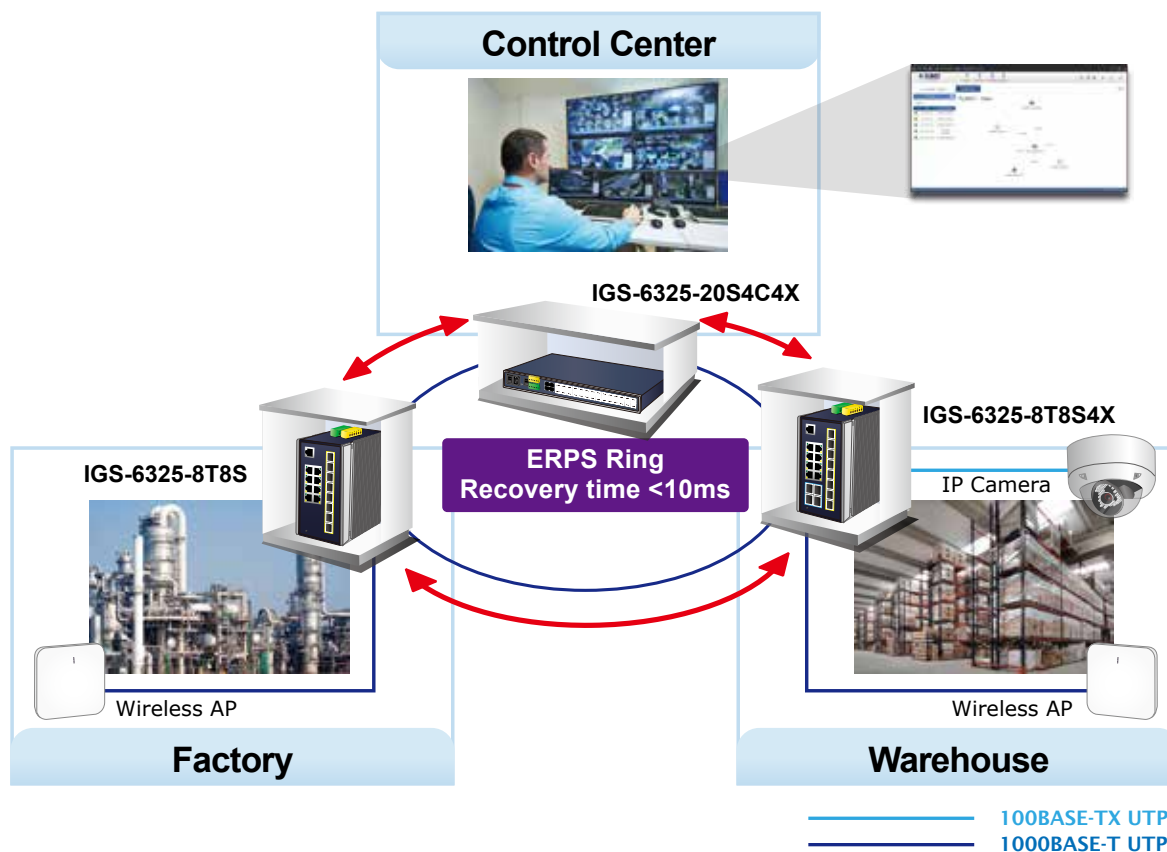 Control Center
IGS-6325-20S4C4X
IGS-6325-8T8S4X
IGS-6325-8T8S
ERPS Ring
Recovery time <10ms
IP Camera
Wireless AP
Wireless AP
Factory
Warehouse
100BASE-TX UTP
1000BASE-T UTP